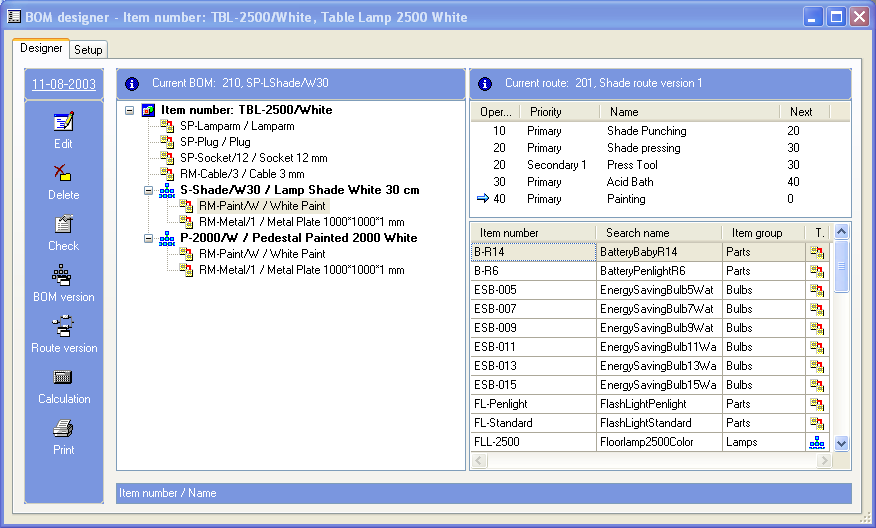 BOM designer - Item number: TBL-2500/White, Table Lamp 2500 White
Designer Setup
11-08-2003
Edit
Delete
Check
BOM version
Route version
Calculation
Print
Current BOM: 210, SP-LShade/W30
Item number: TBL-2500/White
SP-Lamparm / Lamparm
SP-Plug / Plug
SP-Socket/12 / Socket 12 mm
RM-Cable/3 / Cable 3 mm
S-Shade/W30 / Lamp Shade White 30 cm
RM-Paint/W / White Paint
RM-Metal/1 / Metal Plate 1000*1000*1 mm
P-2000/W / Pedestal Painted 2000 White
RM-Paint/W / White Paint
RM-Metal/1 / Metal Plate 1000*1000*1 mm
Current route: 201, Shade route version 1
Oper... Priority Name Next
10 Primary Shade Punching 20
20 Primary Shade pressing 30
20 Secondary 1 Press Tool 30
30 Primary Acid Bath 40
40 Primary Painting 0
Item number Search name Item group T.
B-R14 BatteryBabyR14 Parts
B-R6 BatteryPenlightR6 Parts
ESB-005 EnergySavingBulb5Wat Bulbs
ESB-007 EnergySavingBulb7Wat Bulbs
ESB-009 EnergySavingBulb9Wat Bulbs
ESB-011 EnergySavingBulb11Wa Bulbs
ESB-013 EnergySavingBulb13Wa Bulbs
ESB-015 EnergySavingBulb15Wa Bulbs
FL-Penlight FlashLightPenlight Parts
FL-Standard FlashLightStandard Parts
FLL-2500 Floorlamp2500Color Lamps
Item number / Name